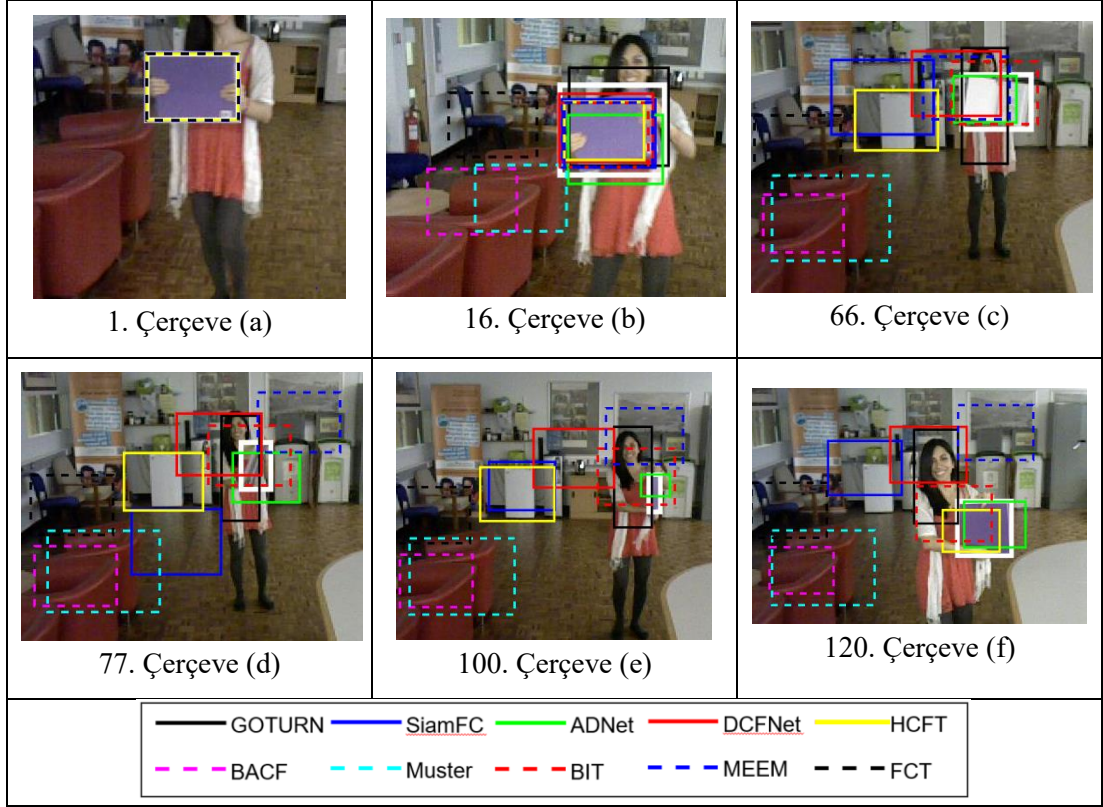 1. Çerçeve (a)
16. Çerçeve (b)
66. Çerçeve (c)
77. Çerçeve (d)
100. Çerçeve (e)
120. Çerçeve (f)
GOTURN SiamFC ADNet DCFNet HCFT
BACF Muster BIT MEEM FCT